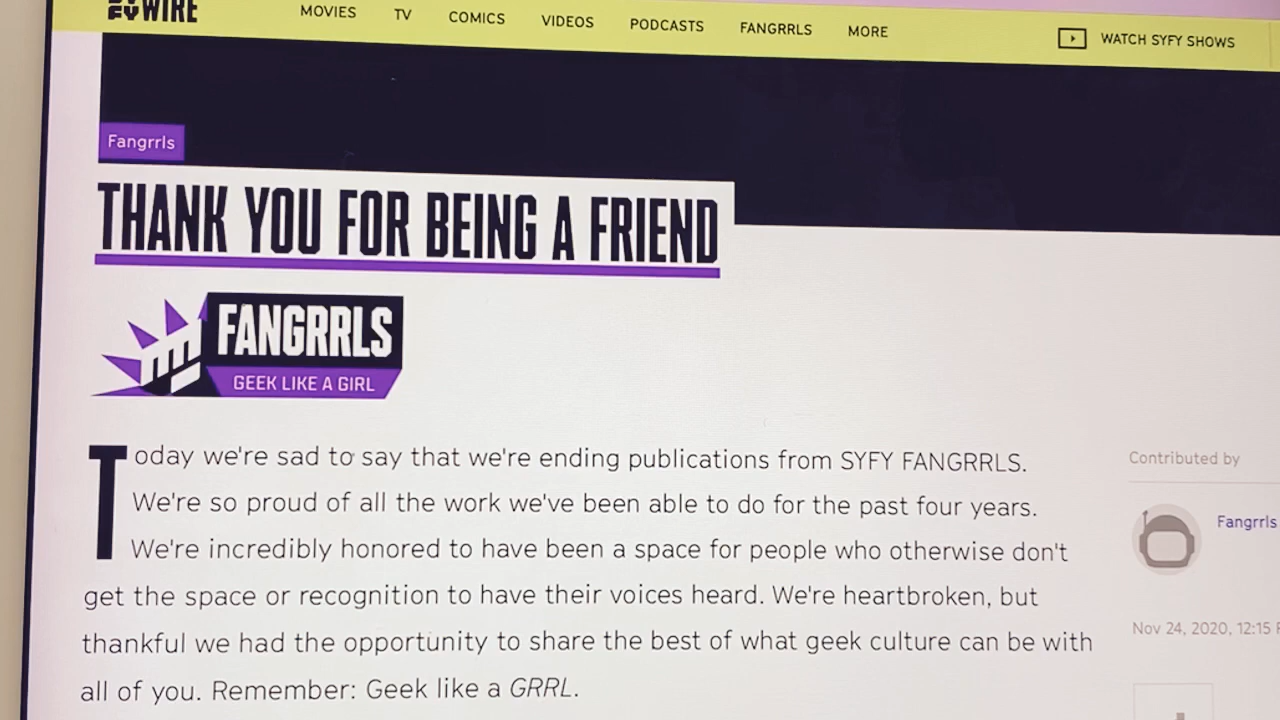 SYFY WIRE
MOVIES TV COMICS VIDEOS PODCASTS FANGRRLS MORE
WATCH SYFY SHOWS
Fangrrls
THANK YOU FOR BEING A FRIEND
FANGRRLS
GEEK LIKE A GIRL
Today we're sad to say that we're ending publications from SYFY FANGRRLS.
We're so proud of all the work we've been able to do for the past four years.
We're incredibly honored to have been a space for people who otherwise don't
get the space or recognition to have their voices heard. We're heartbroken, but
thankful we had the opportunity to share the best of what geek culture can be with
all of you. Remember: Geek like a GRRL.
Contributed by
Fangrrls
Nov 24, 2020, 12:15